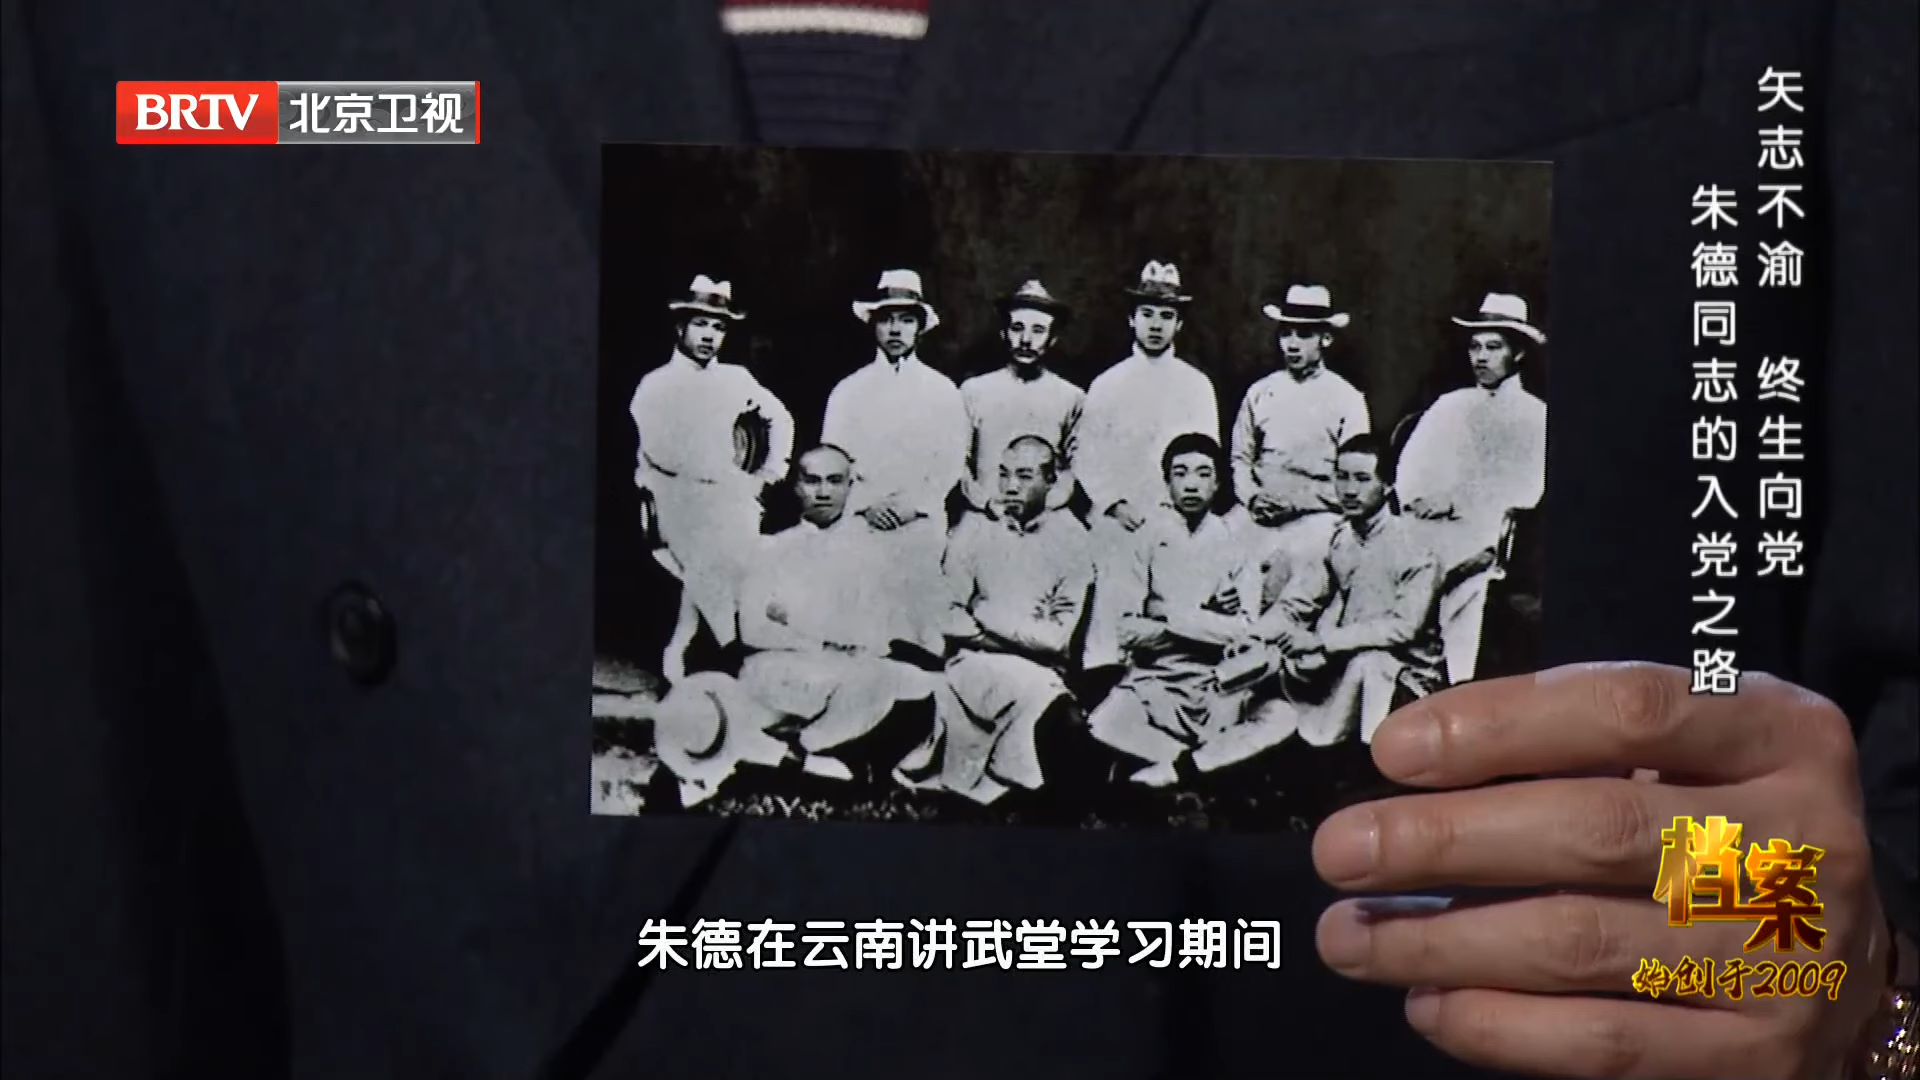 BRTV 北京卫视
矢志不渝 终生向党
朱德同志的入党之路
朱德在云南讲武堂学习期间
档案
始创于2009